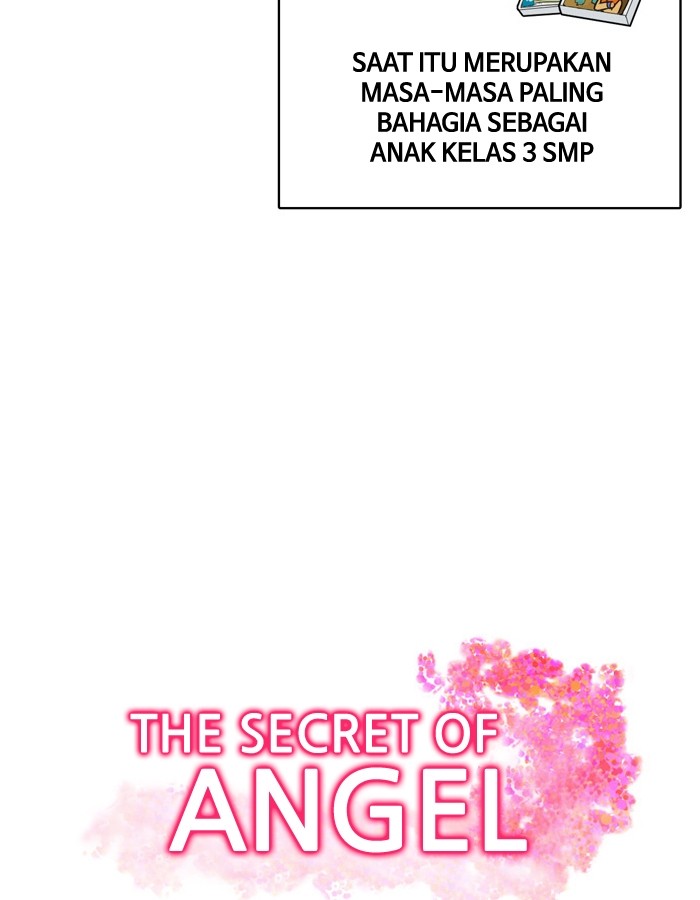 SAAT ITU MERUPAKAN
MASA-MASA PALING
BAHAGIA SEBAGAI
ANAK KELAS 3 SMP
THE SECRET OF
ANGEL